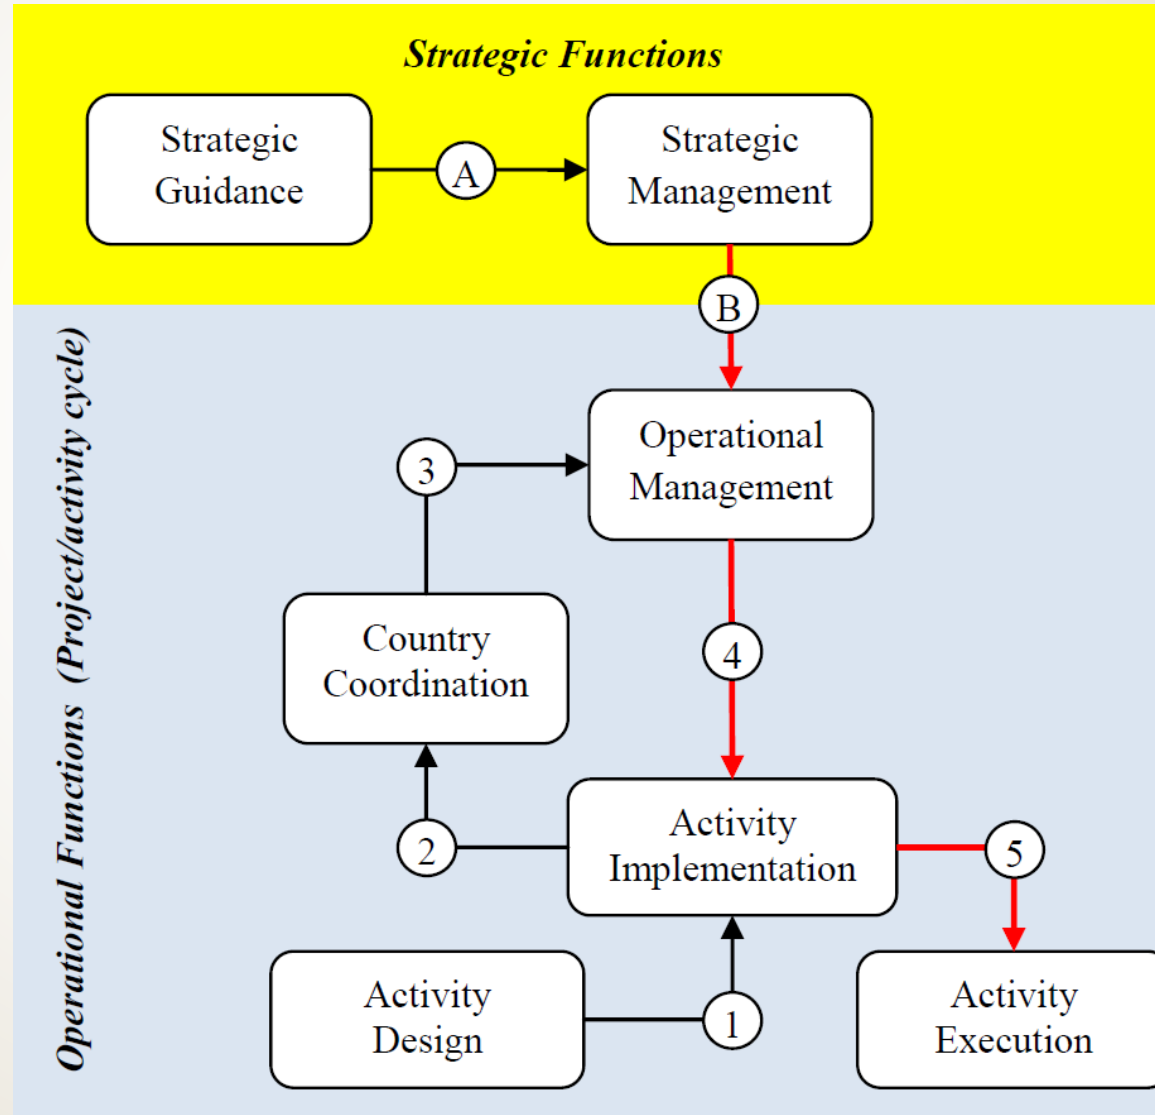 Strategic Functions
Strategic
Guidance
A
Strategic
Management
B
Operational Functions (Project/activity cycle)
Operational
Management
3
Country
Coordination
4
Activity
Implementation
2
5
Activity
Design
1
Activity
Execution